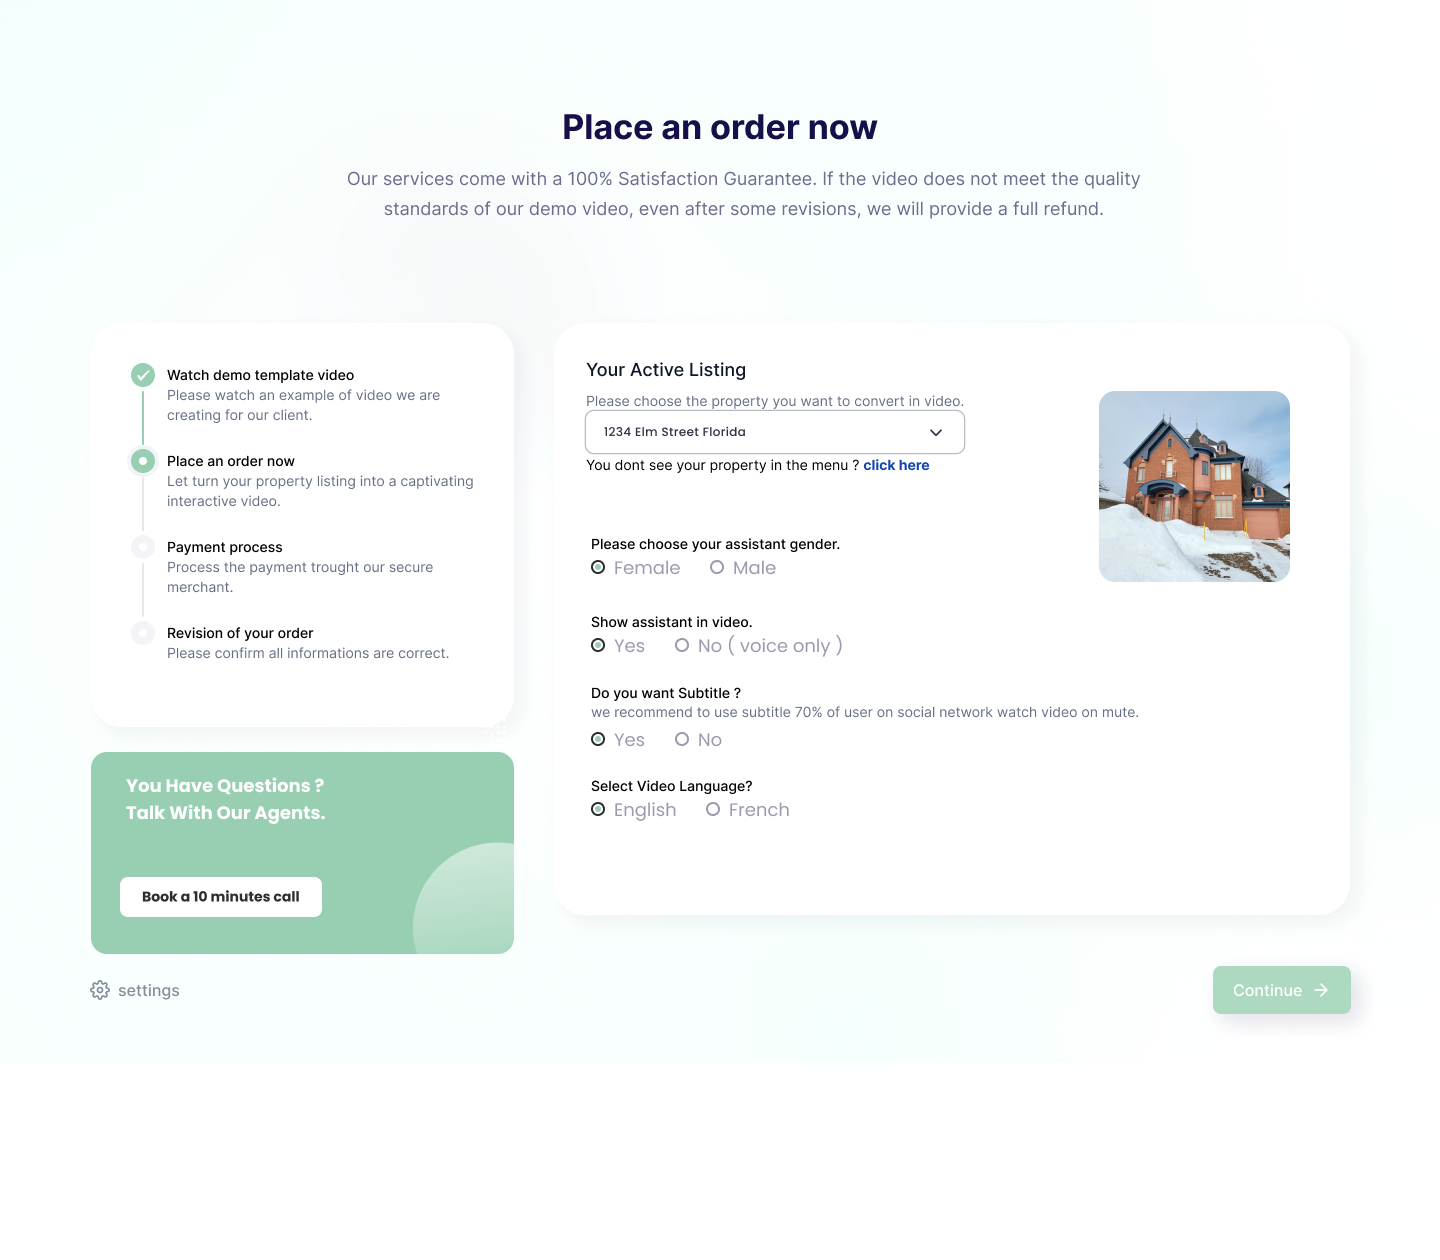 Place an order now
Our services come with a 100% Satisfaction Guarantee. If the video does not meet the quality
standards of our demo video, even after some revisions, we will provide a full refund.
Watch demo template video
Please watch an example of video we are
creating for our client.
Place an order now
Let turn your property listing into a captivating
interactive video.
Payment process
Process the payment trought our secure
merchant.
Revision of your order
Please confirm all informations are correct.
You Have Questions ?
Talk With Our Agents.
Book a 10 minutes call
settings
Your Active Listing
Please choose the property you want to convert in video.
1234 Elm Street Florida
You dont see your property in the menu ? click here
Please choose your assistant gender.
Female Male
Show assistant in video.
Yes No ( voice only )
Do you want Subtitle ?
we recommend to use subtitle 70% of user on social network watch video on mute.
Yes No
Select Video Language?
English French
Continue